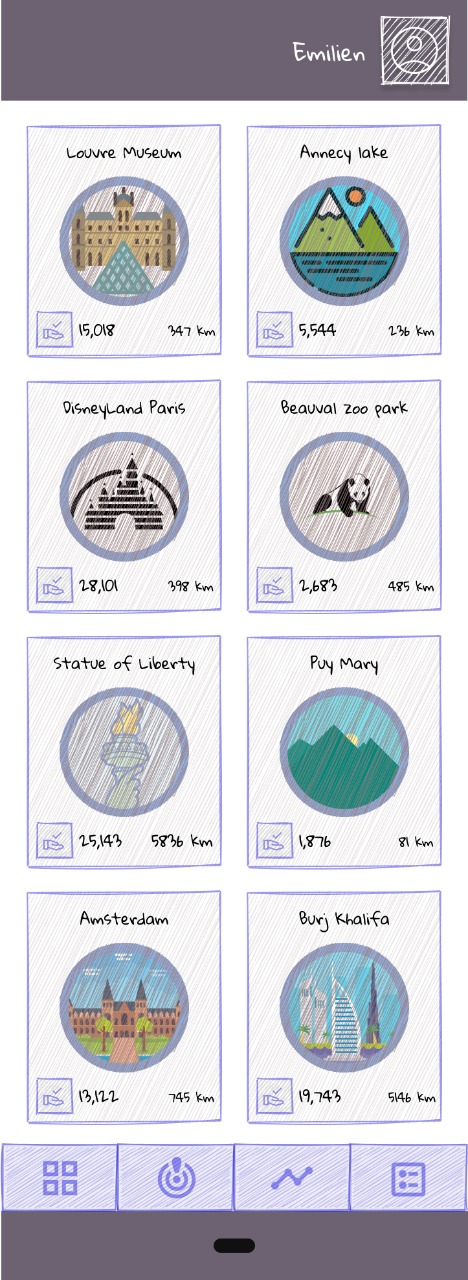 Emilien
Louvre Museum
15,018 347 km
Annecy lake
5,544 236 km
DisneyLand Paris
28,101 398 km
Beauval zoo park
2,683 485 km
Statue of Liberty
25,143 5836 km
Puy Mary
1,876 81 km
Amsterdam
13,122 745 km
Burj Khalifa
19,743 5146 km